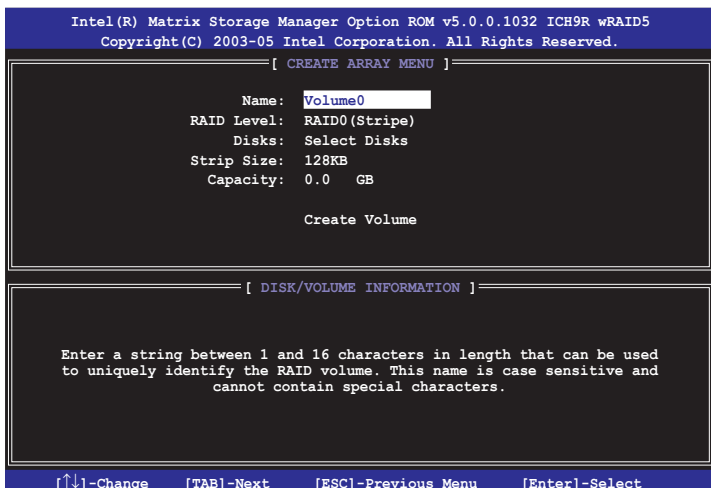 Intel(R) Matrix Storage Manager Option ROM v5.0.0.1032 ICH9R wRAID5
Copyright(C) 2003-05 Intel Corporation. All Rights Reserved.
[ CREATE ARRAY MENU ]
Name: Volume0
RAID Level: RAID0(Stripe)
Disks: Select Disks
Strip Size: 128KB
Capacity: 0.0 GB
Create Volume
[ DISK/VOLUME INFORMATION ]
Enter a string between 1 and 16 characters in length that can be used
to uniquely identify the RAID volume. This name is case sensitive and
cannot contain special characters.
[↑↓]-Change [TAB]-Next [ESC]-Previous Menu [Enter]-Select